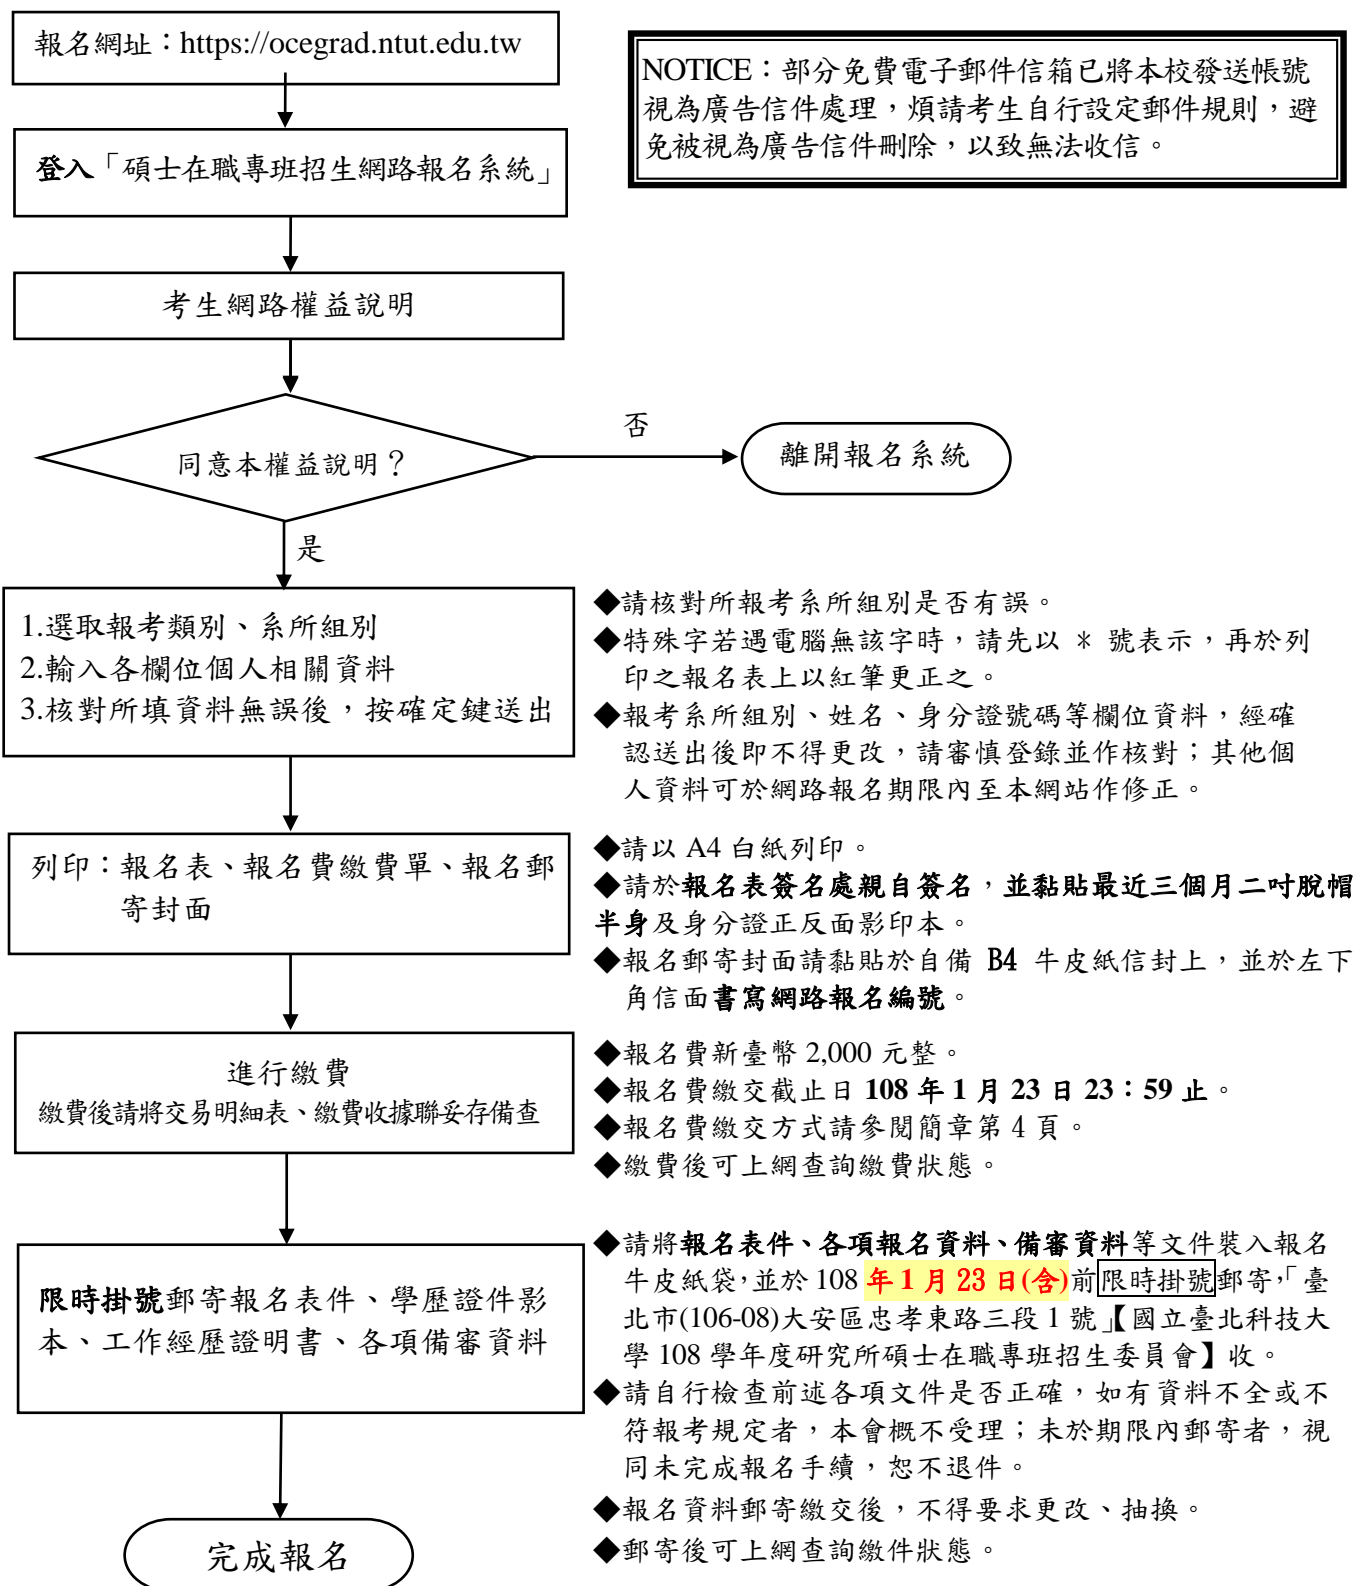 報名網址：https://ocegrad.ntut.edu.tw
NOTICE：部分免費電子郵件信箱已將本校發送帳號
視為廣告信件處理，煩請考生自行設定郵件規則，避
免被視為廣告信件刪除，以致無法收信。
登入「碩士在職專班招生網路報名系統」
考生網路權益說明
同意本權益說明？
否
離開報名系統
是
1.選取報考類別、系所組別
2.輸入各欄位個人相關資料
3.核對所填資料無誤後，按確定鍵送出
◆請核對所報考系所組別是否有誤。
◆特殊字若遇電腦無該字時，請先以 * 號表示，再於列
印之報名表上以紅筆更正之。
◆報考系所組別、姓名、身分證號碼等欄位資料，經確
認送出後即不得更改，請審慎登錄並作核對；其他個
人資料可於網路報名期限內至本網站作修正。
列印：報名表、報名費繳費單、報名郵
寄封面
◆請以 A4 白紙列印。
◆請於報名表簽名處親自簽名，並黏貼最近三個月二吋脫帽
半身及身分證正反面影印本。
◆報名郵寄封面請黏貼於自備 B4 牛皮紙信封上，並於左下
角信面書寫網路報名編號。
進行繳費
繳費後請將交易明細表、繳費收據聯妥存備查
◆報名費新臺幣 2,000 元整。
◆報名費繳交截止日 108 年 1 月 23 日 23：59 止。
◆報名費繳交方式請參閱簡章第 4 頁。
◆繳費後可上網查詢繳費狀態。
限時掛號郵寄報名表件、學歷證件影
本、工作經歷證明書、各項備審資料
◆請將報名表件、各項報名資料、備審資料等文件裝入報名
牛皮紙袋，並於 108 年 1 月 23 日(含)前限時掛號郵寄，「臺
北市(106-08)大安區忠孝東路三段 1 號」【國立臺北科技大
學 108 學年度研究所碩士在職專班招生委員會】收。
◆請自行檢查前述各項文件是否正確，如有資料不全或不
符報考規定者，本會概不受理；未於期限內郵寄者，視
同未完成報名手續，恕不退件。
◆報名資料郵寄繳交後，不得要求更改、抽換。
◆郵寄後可上網查詢繳件狀態。
完成報名